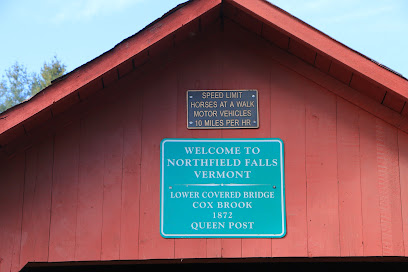 SPEED LIMIT
HORSES AT A WALK
MOTOR VEHICLES
10 MILES PER HR
WELCOME TO
NORTHFIELD FALLS
VERMONT
LOWER COVERED BRIDGE
COX BROOK
1872
QUEEN POST